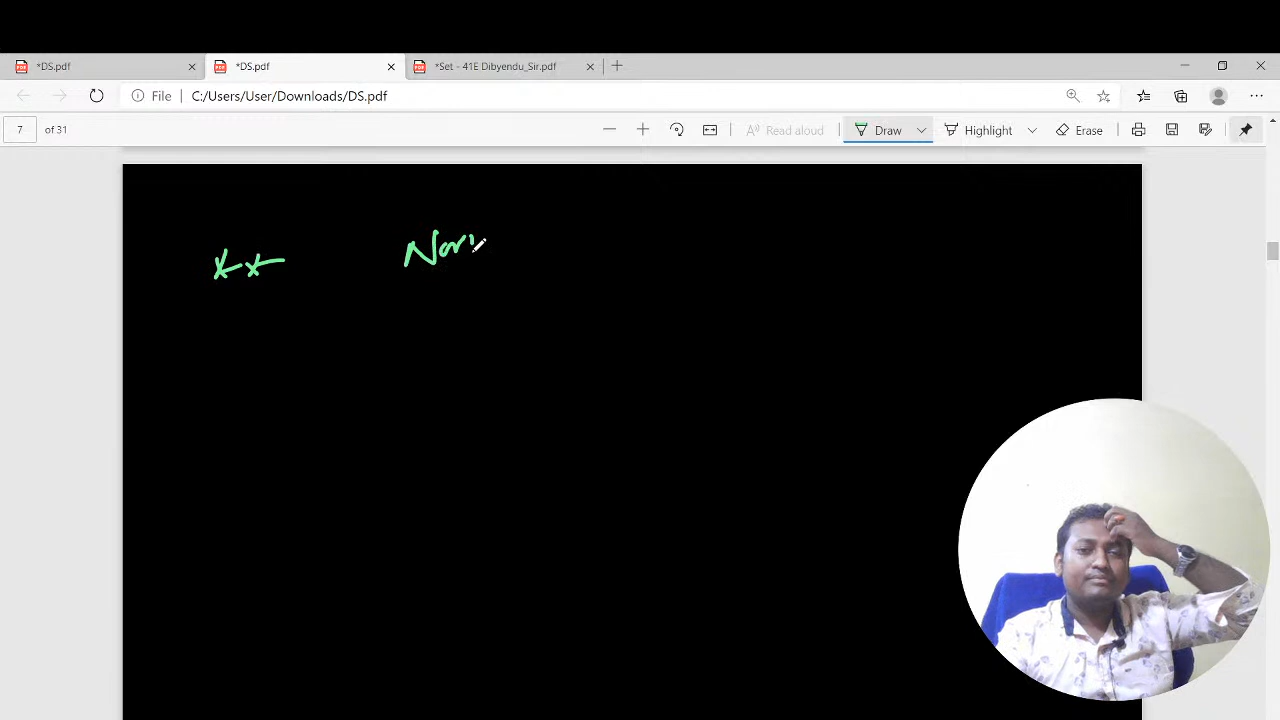 *DS.pdf *DS.pdf *Set - 41E Dibyendu_Sir.pdf
File C:/Users/User/Downloads/DS.pdf
7 of 31 Read aloud Draw Highlight Erase
** Nor